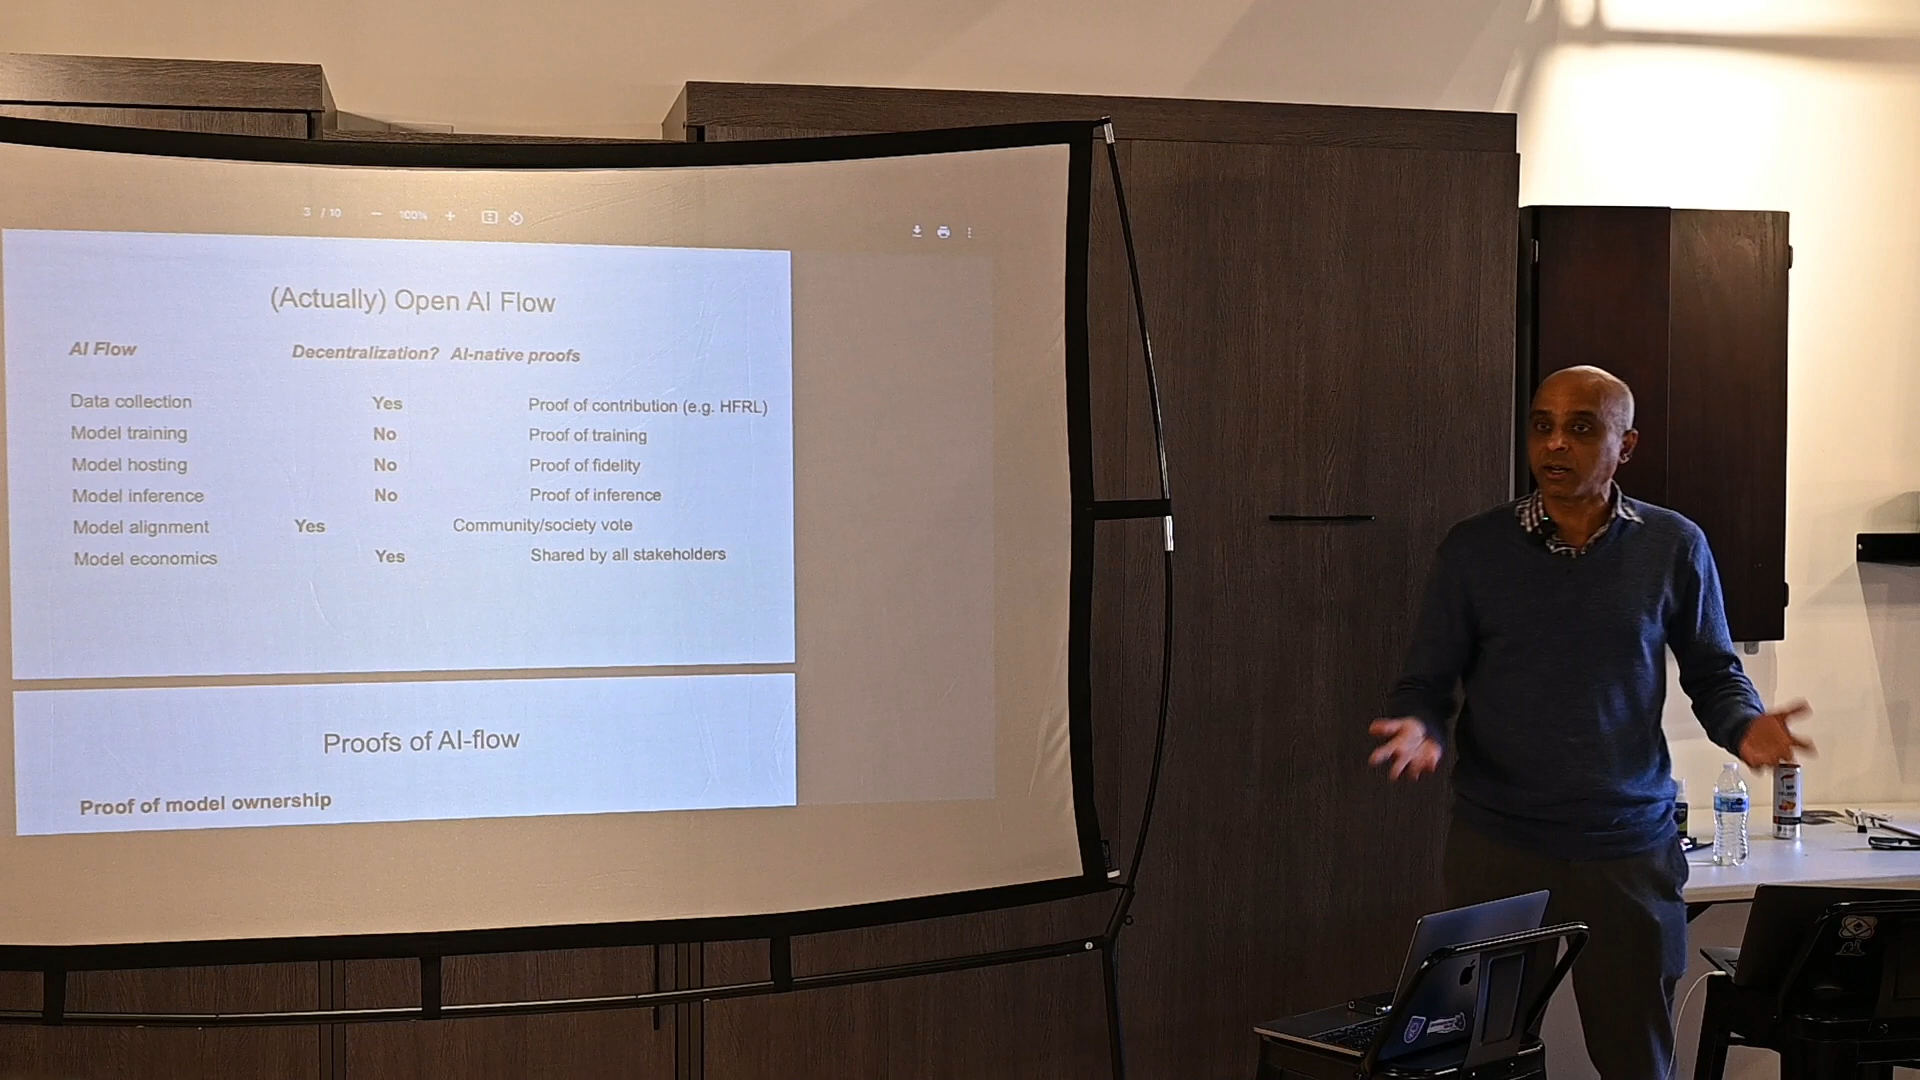 3 / 10 − 100% +
(Actually) Open AI Flow
AI Flow Decentralization? AI-native proofs
Data collection Yes Proof of contribution (e.g. HFRL)
Model training No Proof of training
Model hosting No Proof of fidelity
Model inference No Proof of inference
Model alignment Yes Community/society vote
Model economics Yes Shared by all stakeholders
Proofs of AI-flow
Proof of model ownership